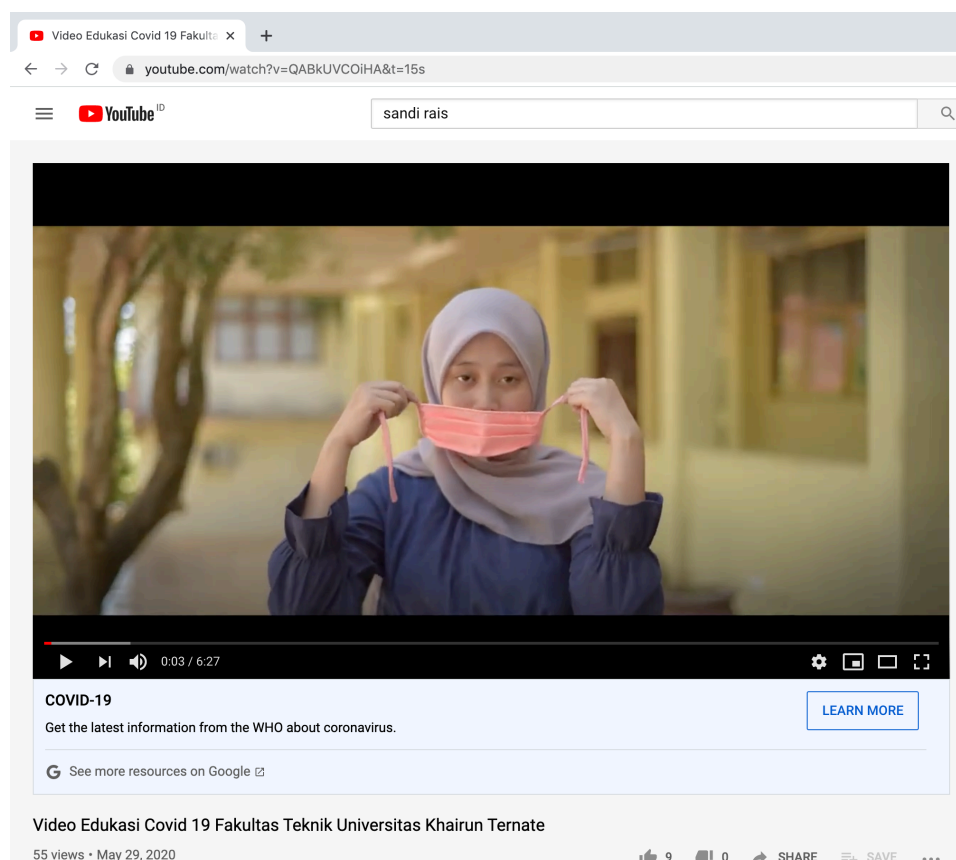 Video Edukasi Covid 19 Fakulta
youtube.com/watch?v=QABkUVCOiHA&t=15s
YouTube ID
sandi rais
0:03 / 6:27
COVID-19
LEARN MORE
Get the latest information from the WHO about coronavirus.
G See more resources on Google
Video Edukasi Covid 19 Fakultas Teknik Universitas Khairun Ternate
55 views • May 29, 2020 9 0 SHARE SAVE